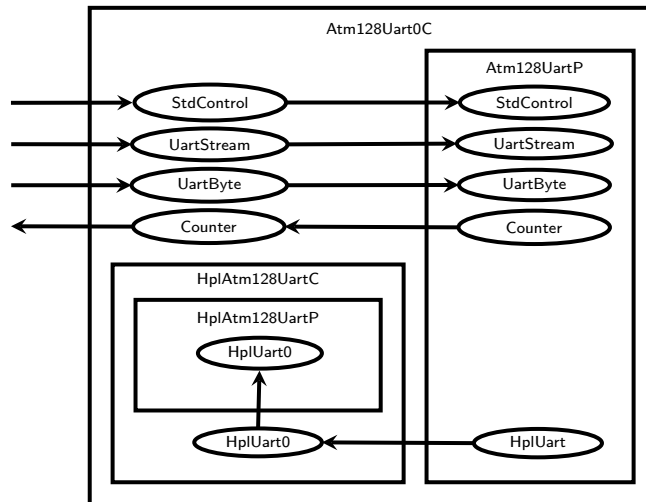 Atm128Uart0C
Atm128UartP
StdControl
StdControl
UartStream
UartStream
UartByte
UartByte
Counter
Counter
HplAtm128UartC
HplAtm128UartP
HplUart0
HplUart0
HplUart